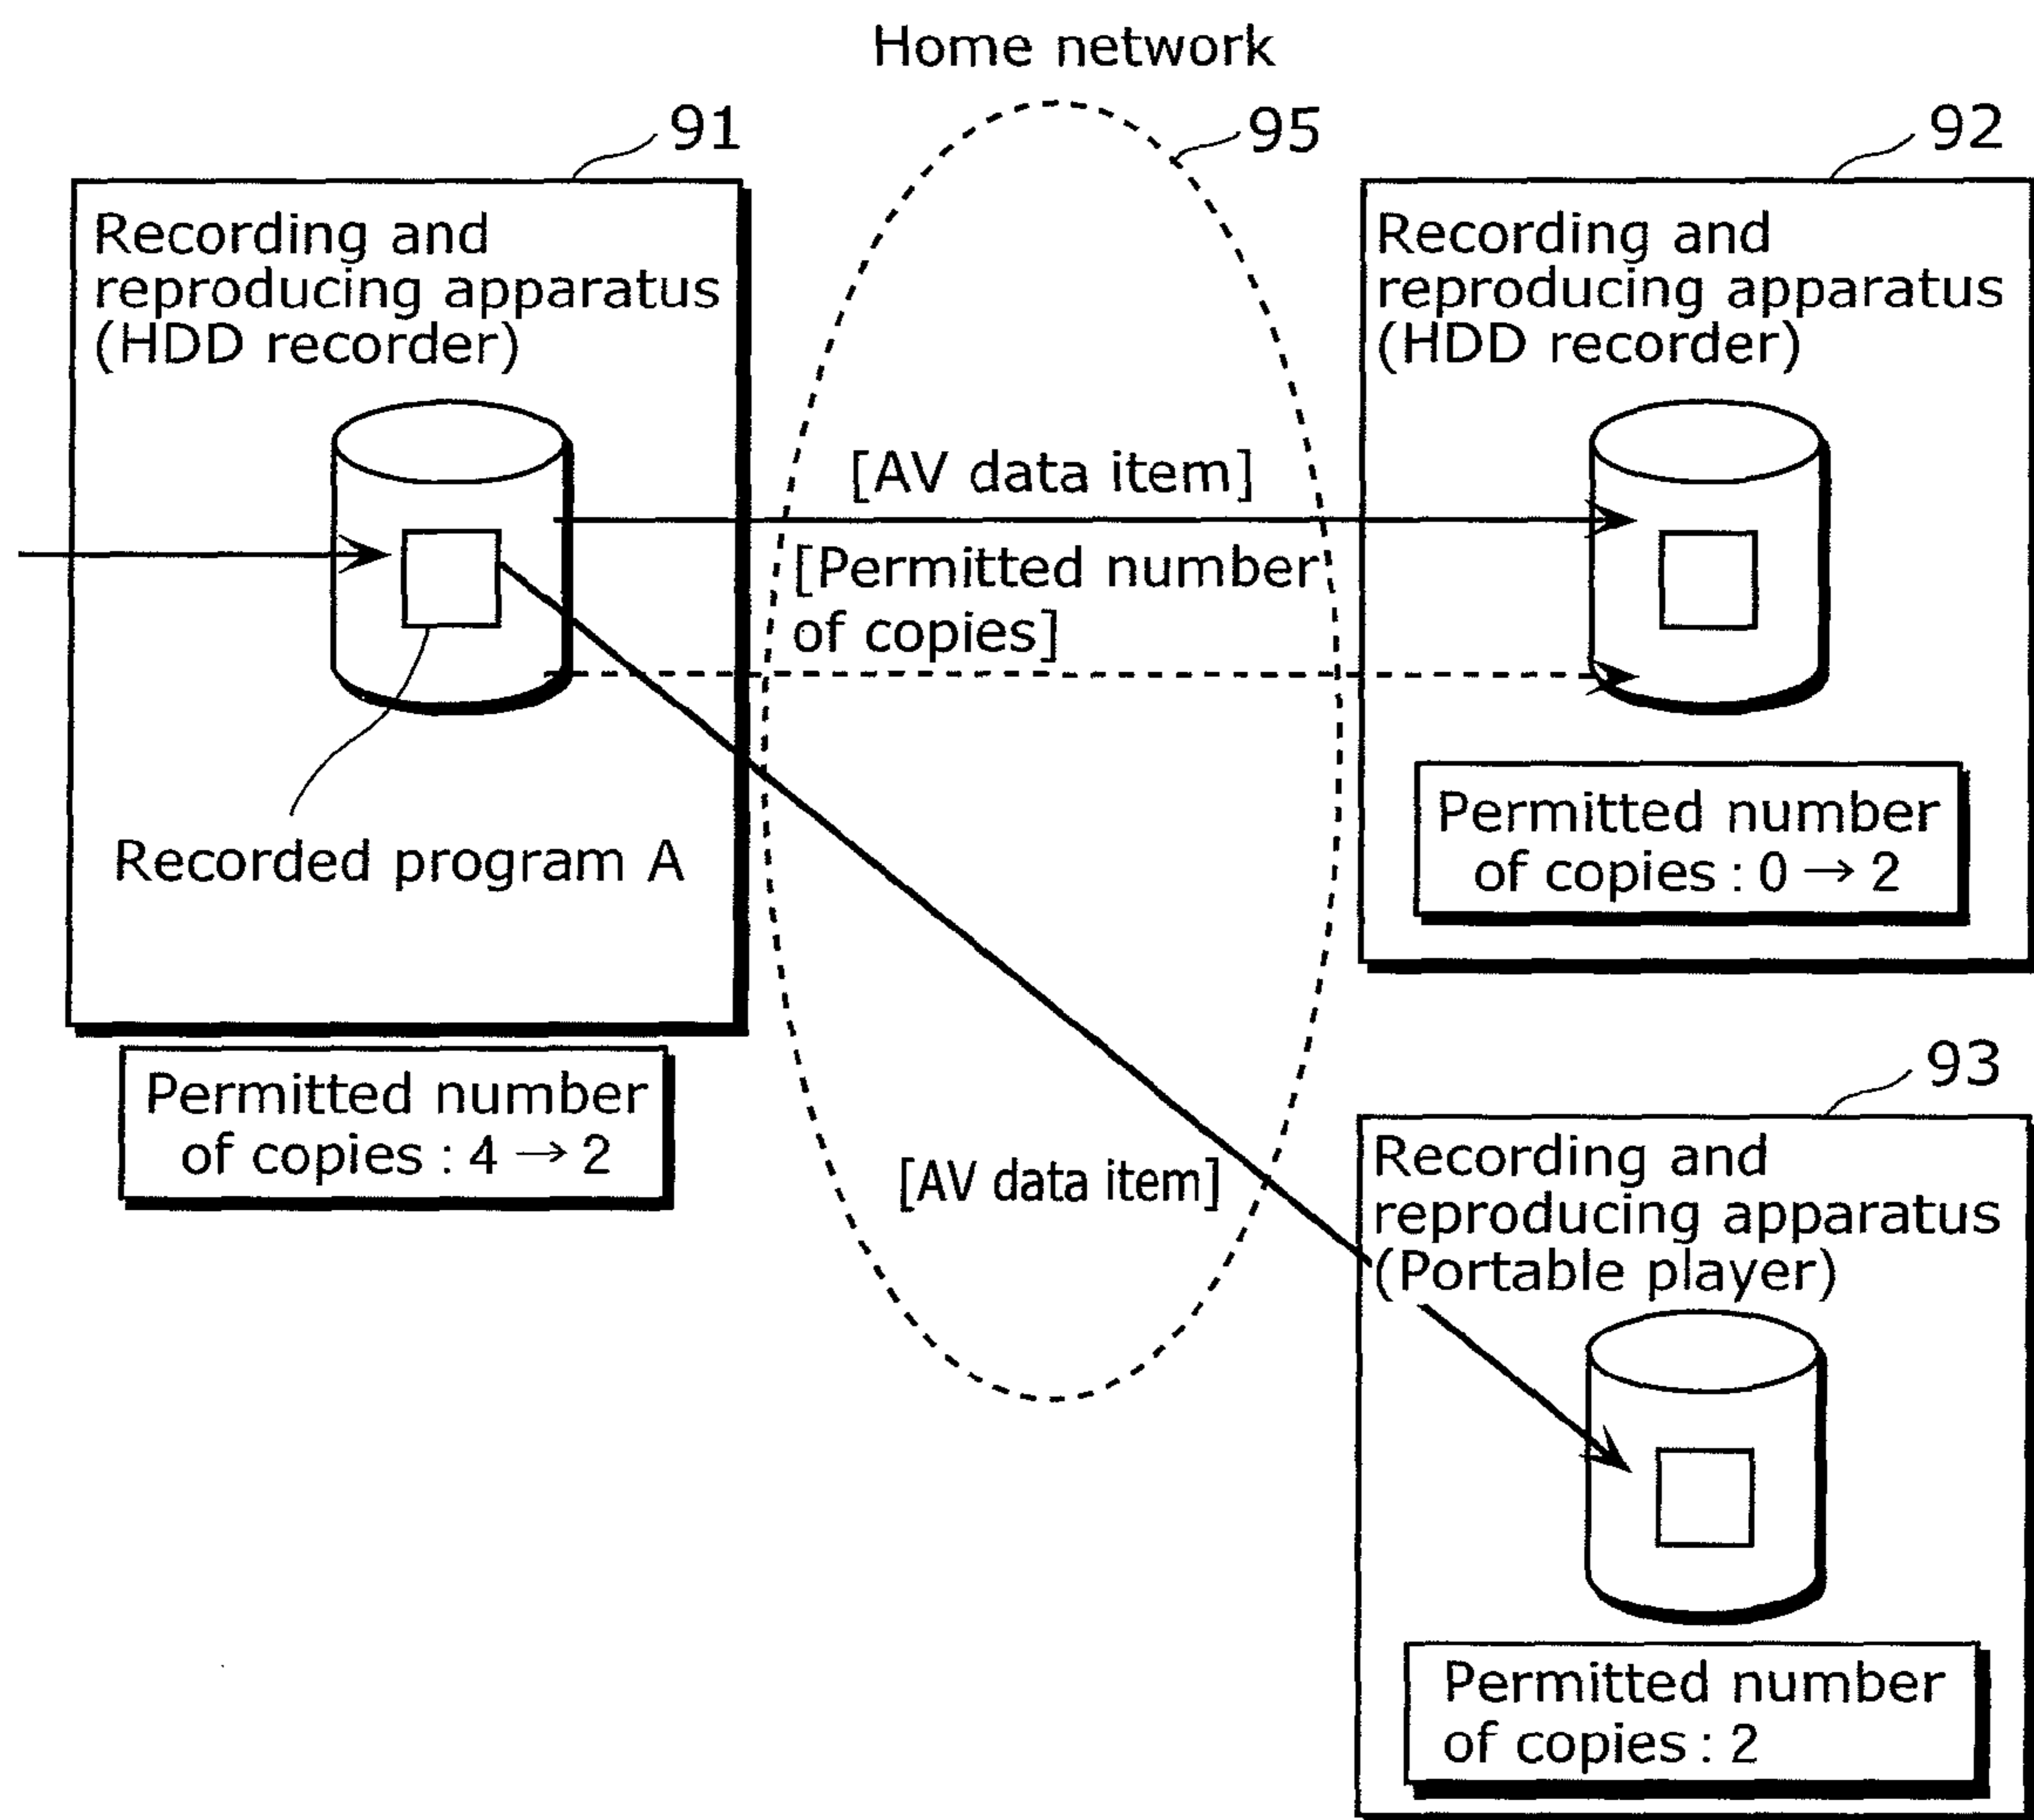 Home network
91
95
92
Recording and
reproducing apparatus
(HDD recorder)
Recording and
reproducing apparatus
(HDD recorder)
[AV data item]
[Permitted number
of copies]
Recorded program A
Permitted number
of copies : 0 → 2
Permitted number
of copies : 4 → 2
93
[AV data item]
Recording and
reproducing apparatus
(Portable player)
Permitted number
of copies : 2